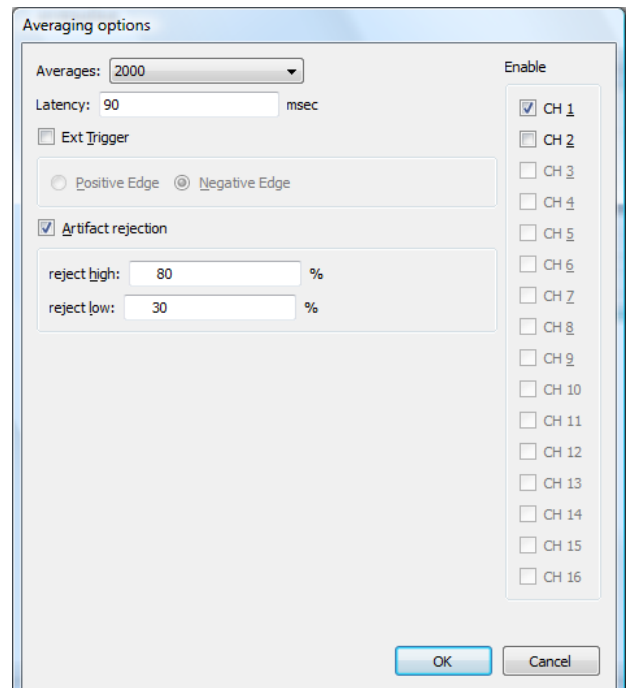 Averaging options
Averages: 2000
Latency: 90 msec
Ext Trigger
Positive Edge Negative Edge
Artifact rejection
reject high: 80 %
reject low: 30 %
Enable
CH 1
CH 2
CH 3
CH 4
CH 5
CH 6
CH 7
CH 8
CH 9
CH 10
CH 11
CH 12
CH 13
CH 14
CH 15
CH 16
OK Cancel